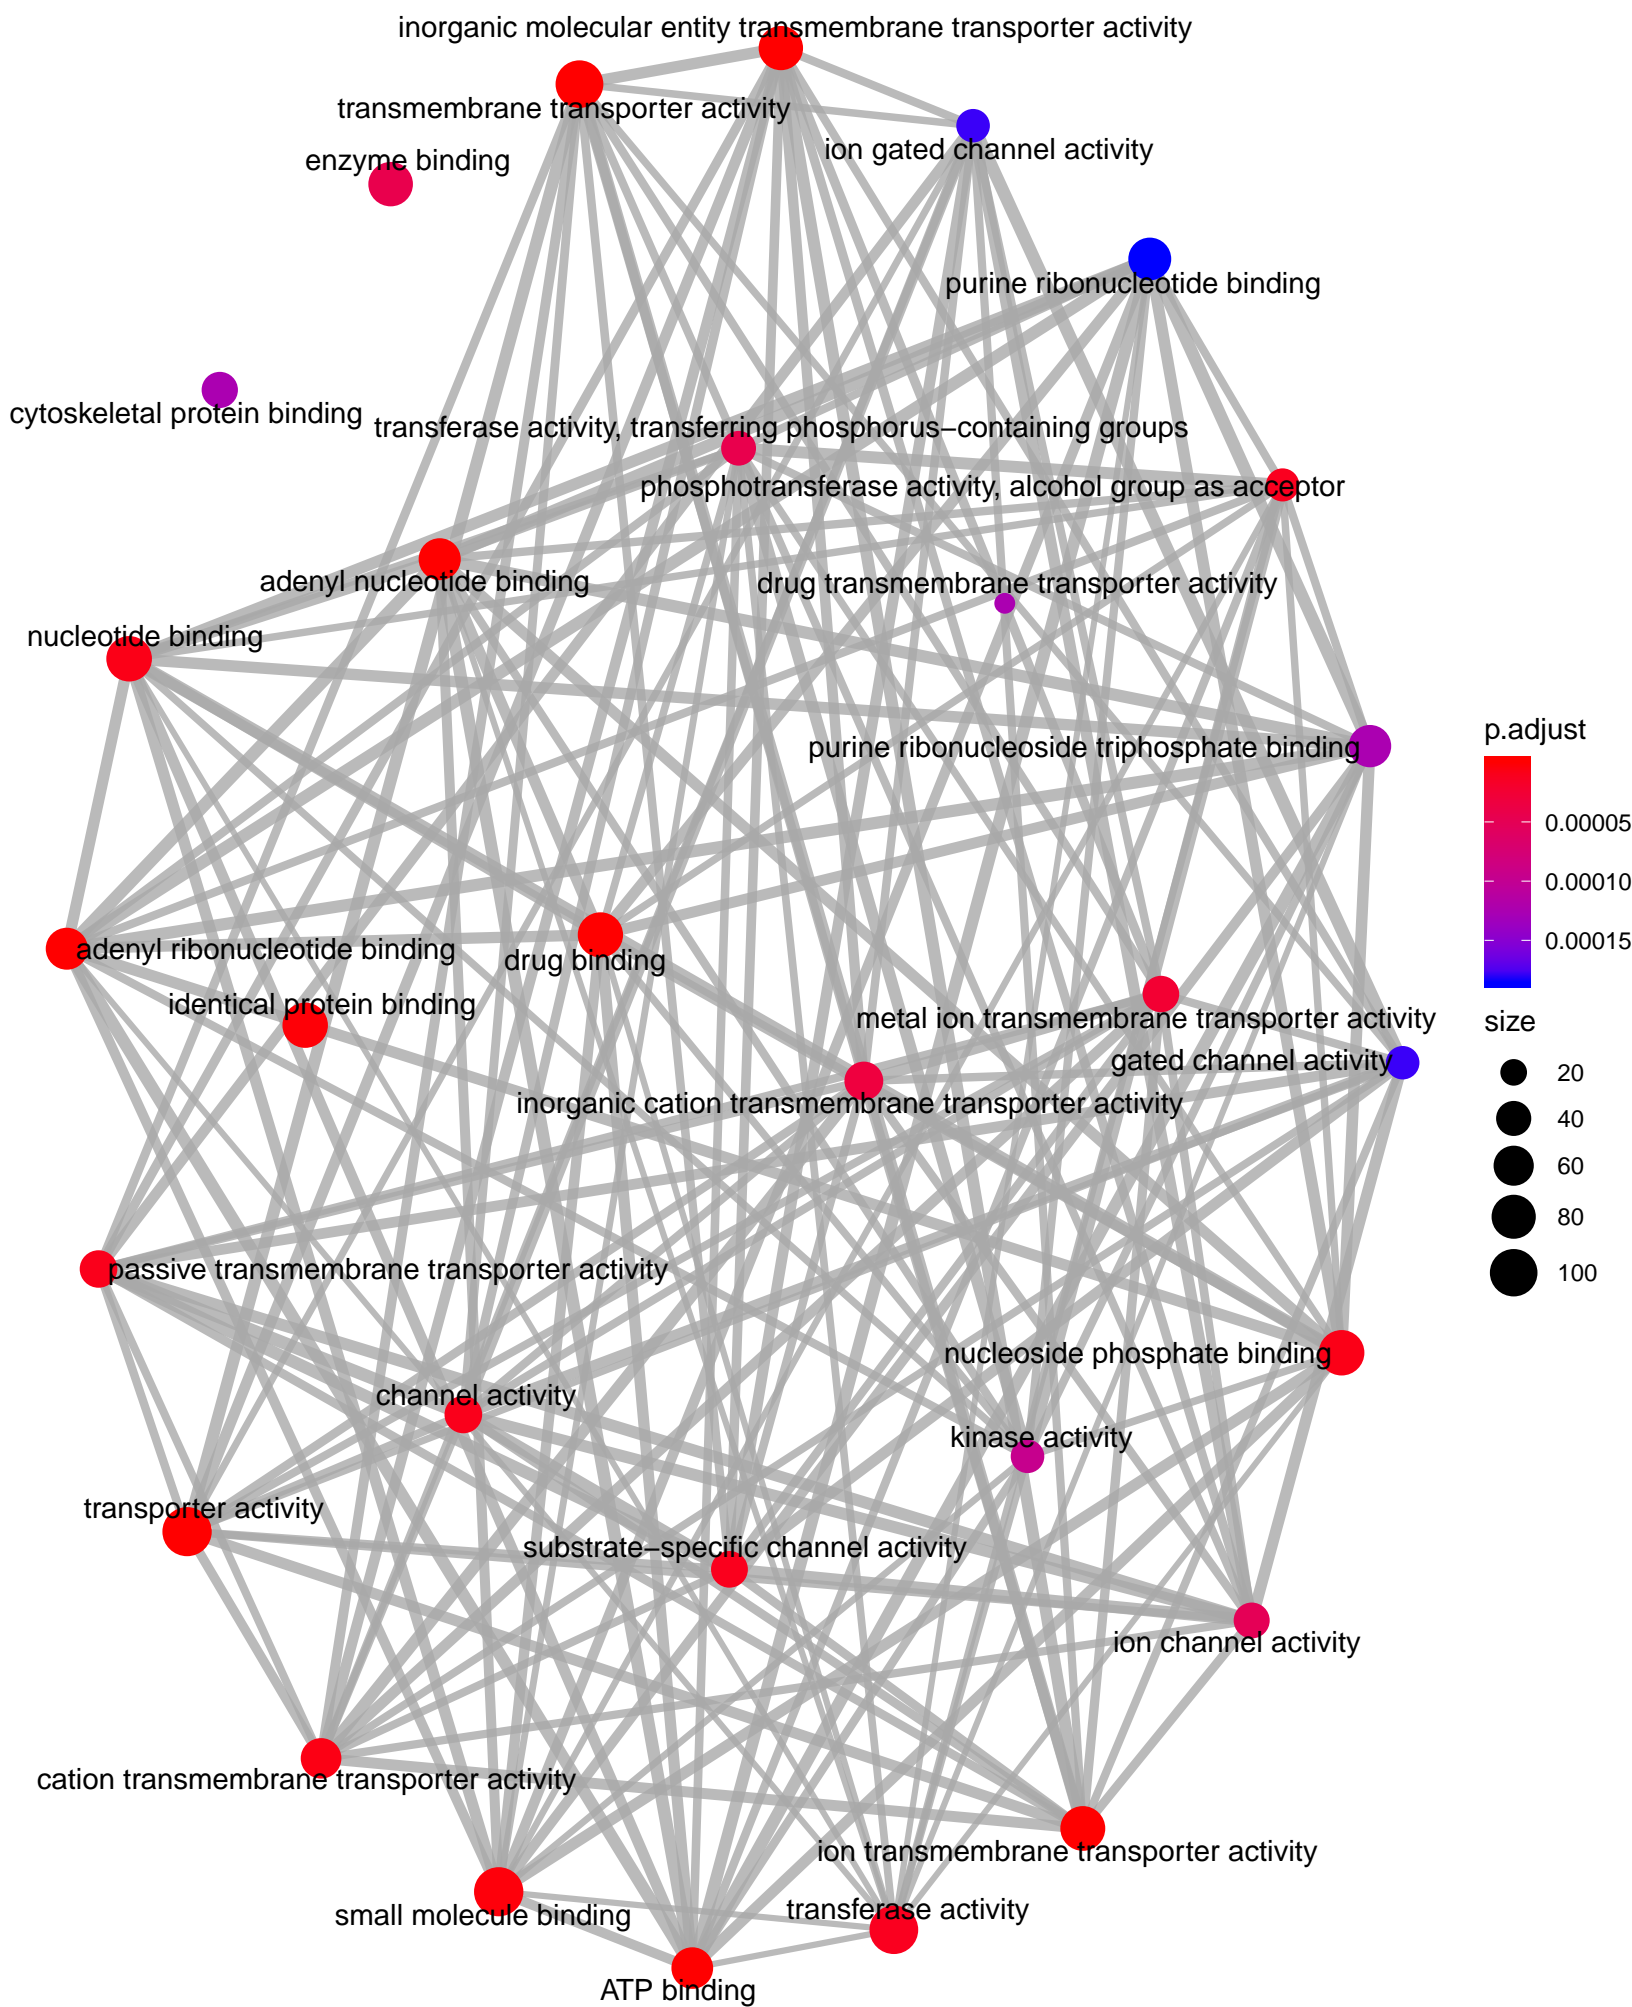 inorganic molecular entity transmembrane transporter activity
transmembrane transporter activity
ion gated channel activity
enzyme binding
purine ribonucleotide binding
cytoskeletal protein binding
transferase activity, transferring phosphorus−containing groups
phosphotransferase activity, alcohol group as acceptor
adenyl nucleotide binding
drug transmembrane transporter activity
nucleotide binding
purine ribonucleoside triphosphate binding
adenyl ribonucleotide binding
drug binding
identical protein binding
metal ion transmembrane transporter activity
gated channel activity
inorganic cation transmembrane transporter activity
passive transmembrane transporter activity
nucleoside phosphate binding
channel activity
kinase activity
transporter activity
substrate−specific channel activity
ion channel activity
cation transmembrane transporter activity
ion transmembrane transporter activity
small molecule binding
transferase activity
ATP binding
p.adjust
0.00005
0.00010
0.00015
size
20
40
60
80
100